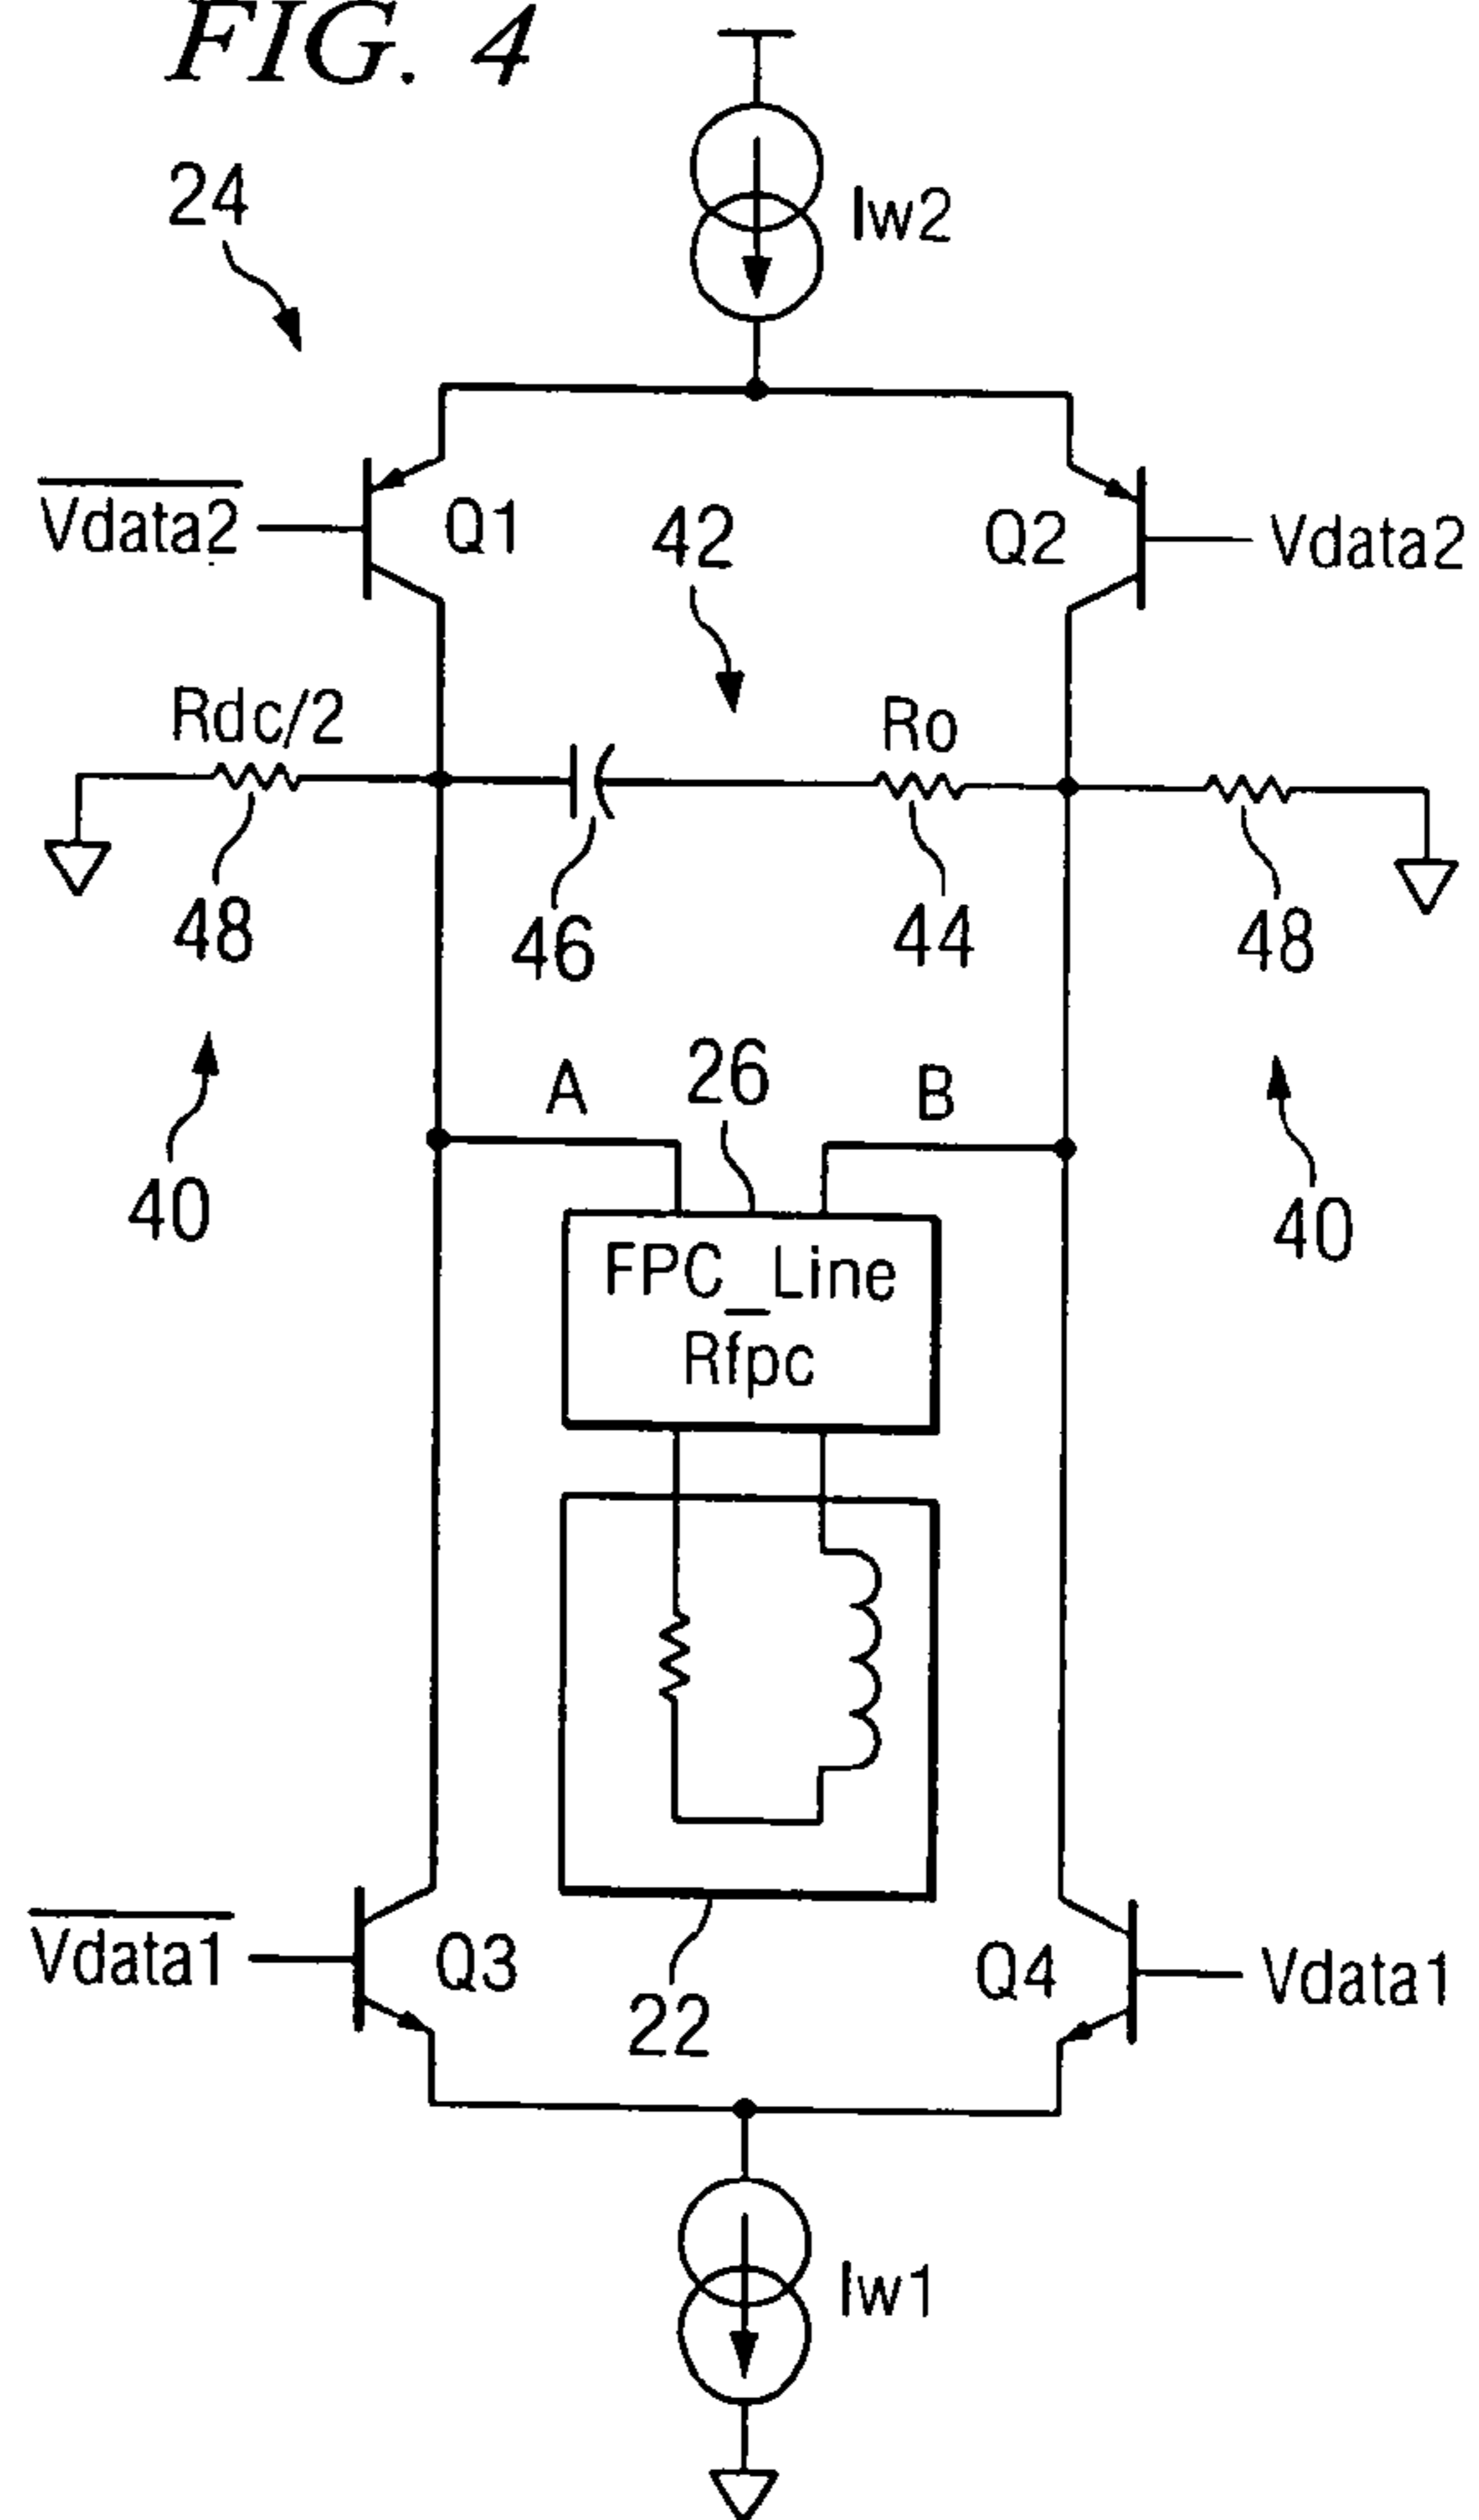 FIG. 4
24
Iw2
Vdata2
Q1
42
Q2
Vdata2
Rdc/2
Ro
48
46
44
48
A
26
B
40
40
FPC_Line
Rfpc
Vdata1
Q3
Q4
Vdata1
22
Iw1